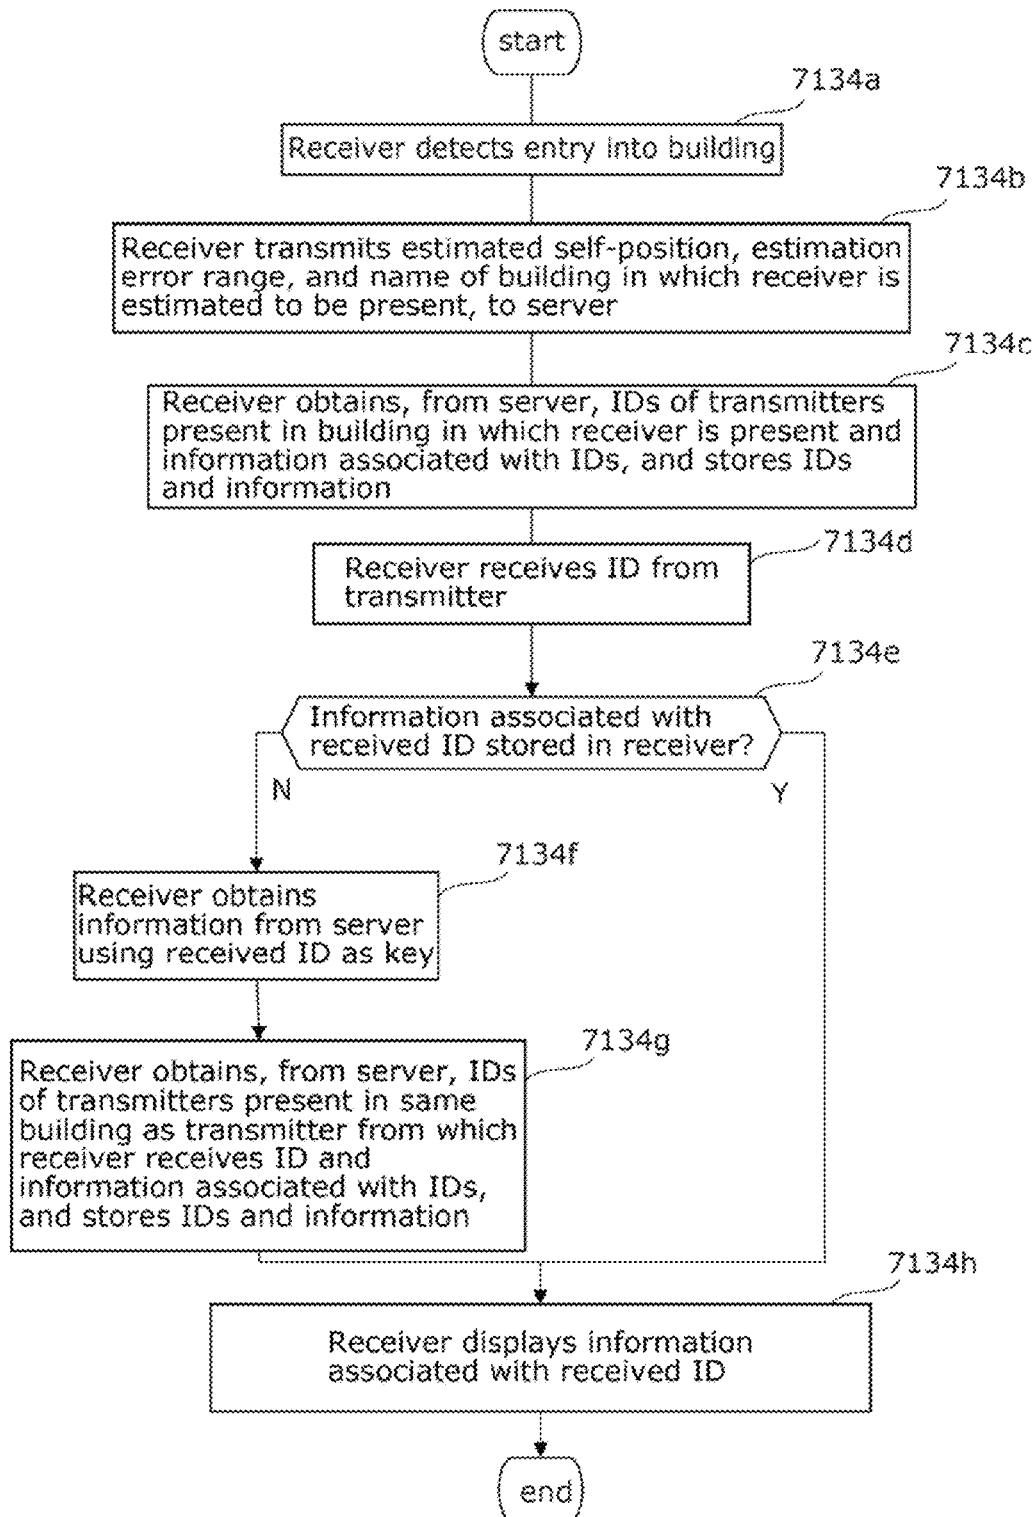 start
7134a
Receiver detects entry into building
7134b
Receiver transmits estimated self-position, estimation
error range, and name of building in which receiver is
estimated to be present, to server
7134c
Receiver obtains, from server, IDs of transmitters
present in building in which receiver is present and
information associated with IDs, and stores IDs
and information
7134d
Receiver receives ID from
transmitter
7134e
Information associated with
received ID stored in receiver?
N
Y
7134f
Receiver obtains
information from server
using received ID as key
7134g
Receiver obtains, from server, IDs
of transmitters present in same
building as transmitter from which
receiver receives ID and
information associated with IDs,
and stores IDs and information
7134h
Receiver displays information
associated with received ID
end